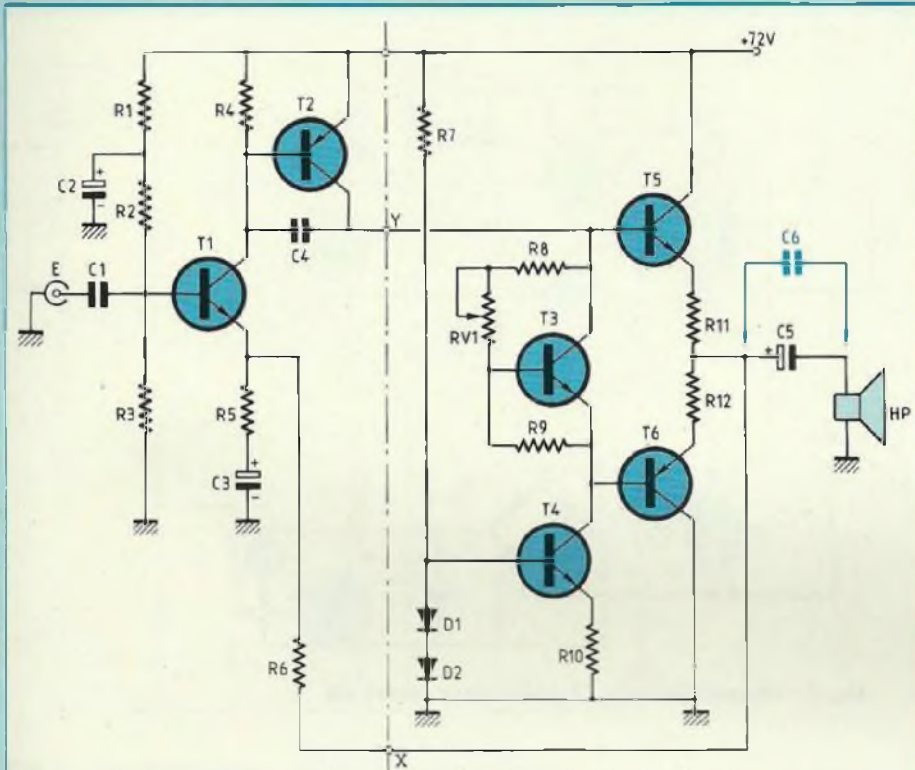 +72V
R1
R4
T2
R7
C2
+
-
R2
T5
Y
C4
C6
T1
R8
E
C1
R11
C5
+
RV1
T3
R12
HP
R3
R5
R9
T6
C3
+
-
T4
D1
R6
D2
R10
X